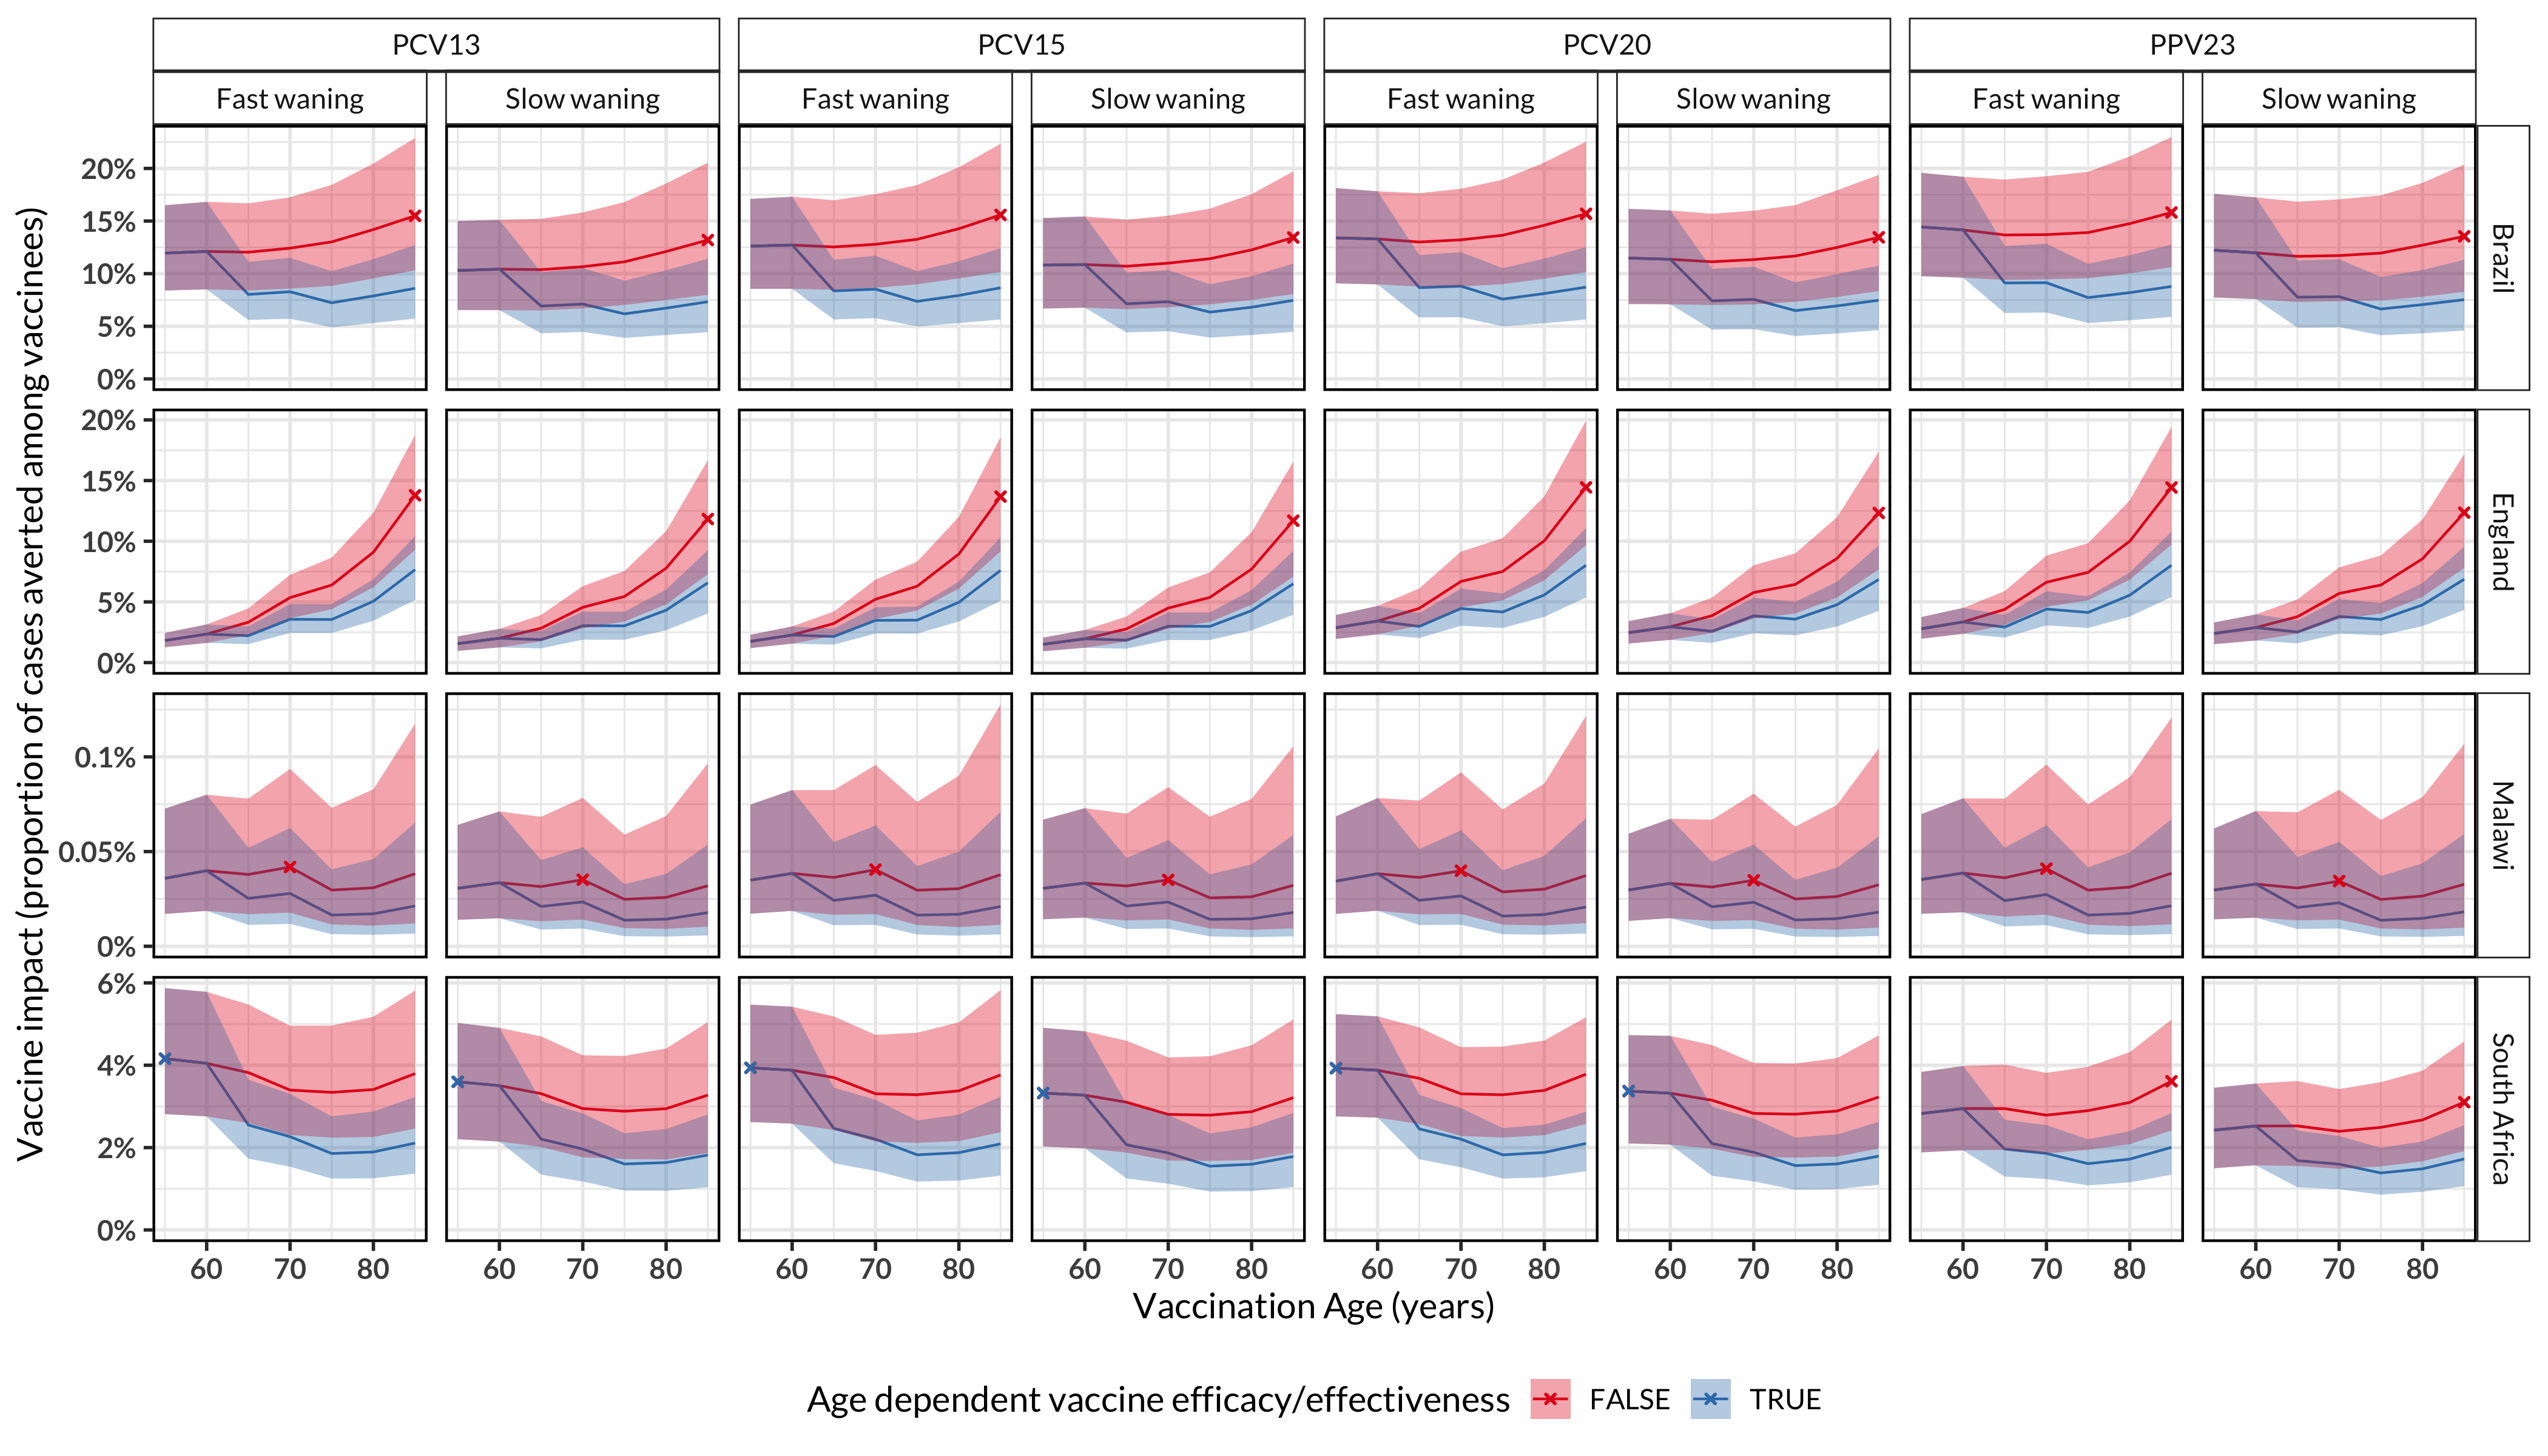 PCV13 PCV15 PCV20 PPV23
Fast waning Slow waning Fast waning Slow waning Fast waning Slow waning Fast waning Slow waning
Vaccine impact (proportion of cases averted among vaccinees)
20%
15%
10%
5%
0%
Brazil
20%
15%
10%
5%
0%
England
0.1%
0.05%
0%
Malawi
6%
4%
2%
0%
South Africa
60 70 80 60 70 80 60 70 80 60 70 80 60 70 80 60 70 80 60 70 80 60 70 80
Vaccination Age (years)
Age dependent vaccine efficacy/effectiveness FALSE TRUE